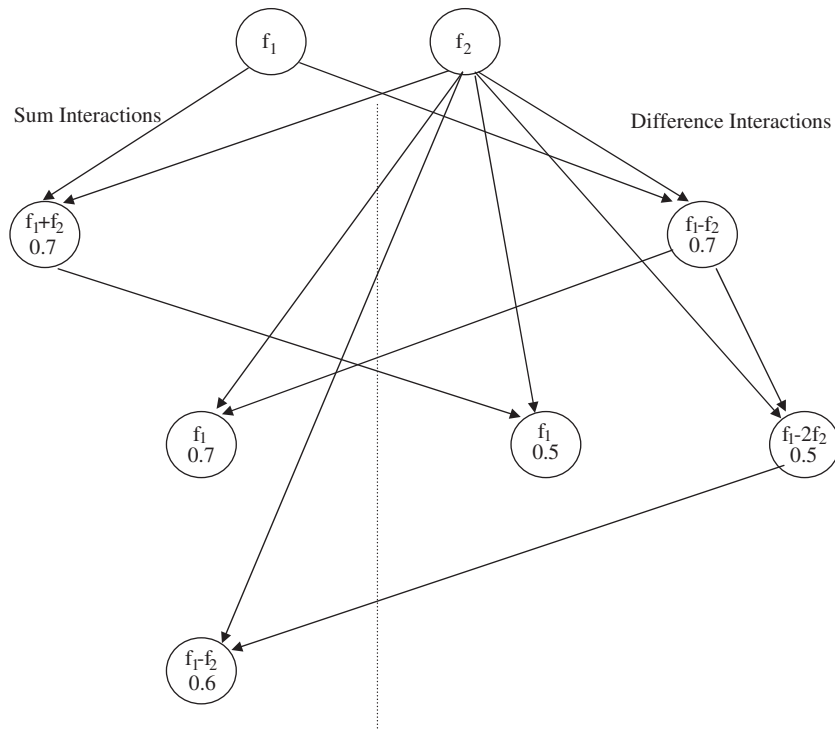 f₁
f₂
Sum Interactions
Difference Interactions
f₁+f₂
0.7
f₁-f₂
0.7
f₁
0.7
f₁
0.5
f₁-2f₂
0.5
f₁-f₂
0.6